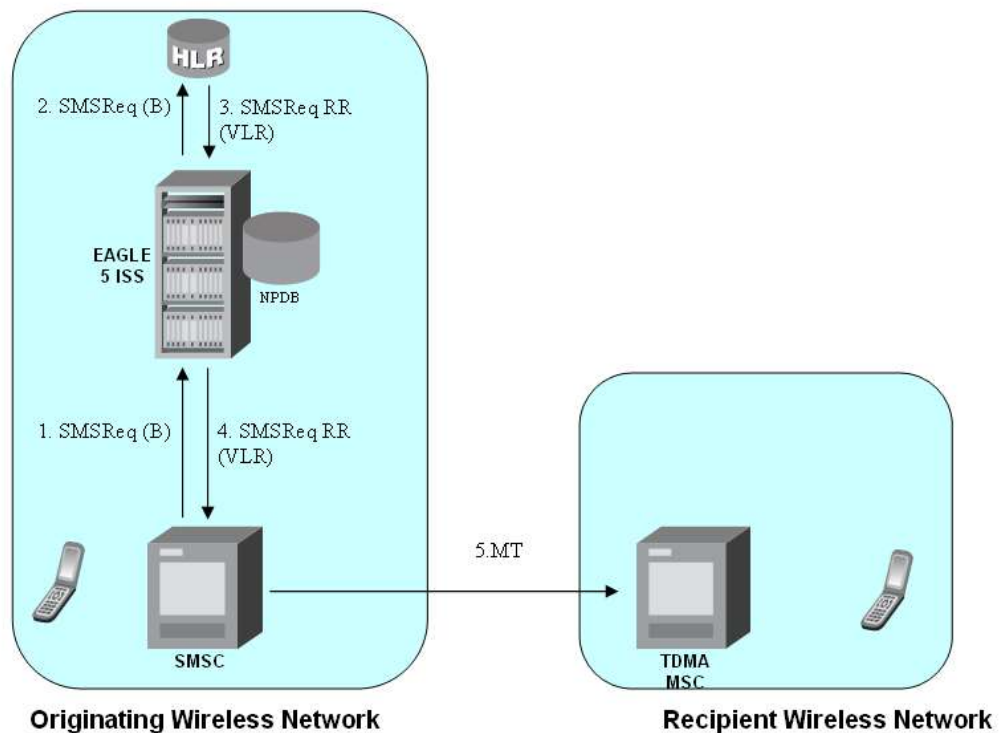 HLR
2. SMSReq (B)
3. SMSReq RR
(VLR)
EAGLE
5 ISS
NPDB
1. SMSReq (B)
4. SMSReq RR
(VLR)
5.MT
SMSC
TDMA
MSC
Originating Wireless Network
Recipient Wireless Network